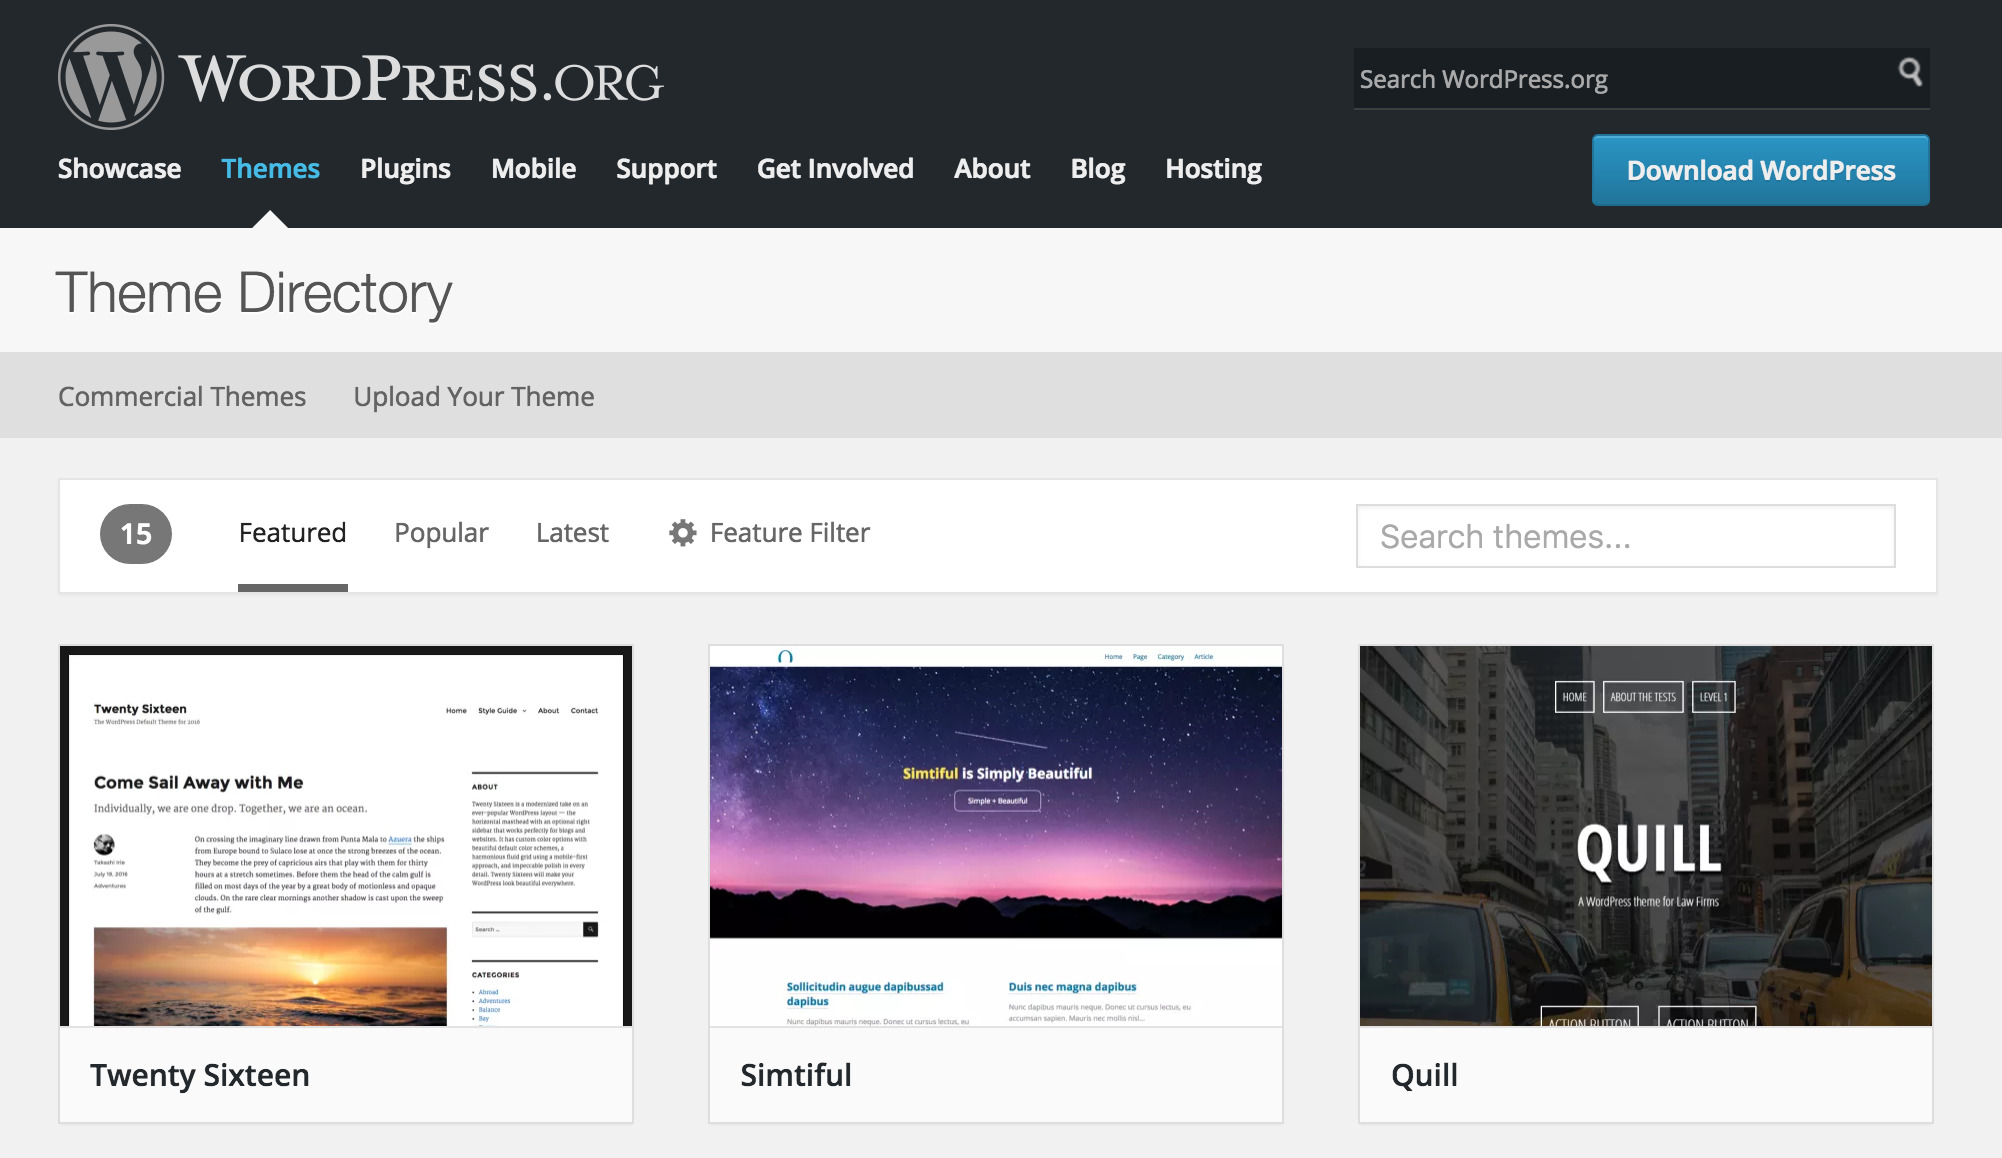 WORDPRESS.ORG
Search WordPress.org
Showcase Themes Plugins Mobile Support Get Involved About Blog Hosting
Download WordPress
Theme Directory
Commercial Themes Upload Your Theme
15 Featured Popular Latest Feature Filter
Search themes...
Twenty Sixteen
The WordPress Default Theme for 2016
Home Style Guide About Contact
Come Sail Away with Me
Individually, we are one drop. Together, we are an ocean.
Takashi Irie
July 19, 2016
Adventures
On crossing the imaginary line drawn from Punta Mala to Azuera the ships
from Europe bound to Sulaco lose at once the strong breezes of the ocean.
They become the prey of capricious airs that play with them for thirty
hours at a stretch sometimes. Before them the head of the calm gulf is
filled on most days of the year by a great body of motionless and opaque
clouds. On the rare clear mornings another shadow is cast upon the sweep
of the gulf.
ABOUT
Twenty Sixteen is a modernized take on an
ever-popular WordPress layout — the
horizontal masthead with an optional right
sidebar that works perfectly for blogs and
websites. It has custom color options with
beautiful default color schemes, a
harmonious fluid grid using a mobile-first
approach, and impeccable polish in every
detail. Twenty Sixteen will make your
WordPress look beautiful everywhere.
Search ...
CATEGORIES
Abroad
Adventures
Balance
Bay
Twenty Sixteen
Home Page Category Article
Simtiful is Simply Beautiful
Simple + Beautiful
Sollicitudin augue dapibussad
dapibus
Nunc dapibus mauris neque. Donec ut cursus lectus, eu
Duis nec magna dapibus
Nunc dapibus mauris neque. Donec ut cursus lectus, eu
accumsan sapien. Mauris nec mollis nisl...
Simtiful
HOME ABOUT THE TESTS LEVEL 1
QUILL
A WordPress theme for Law Firms
ACTION BUTTON ACTION BUTTON
Quill